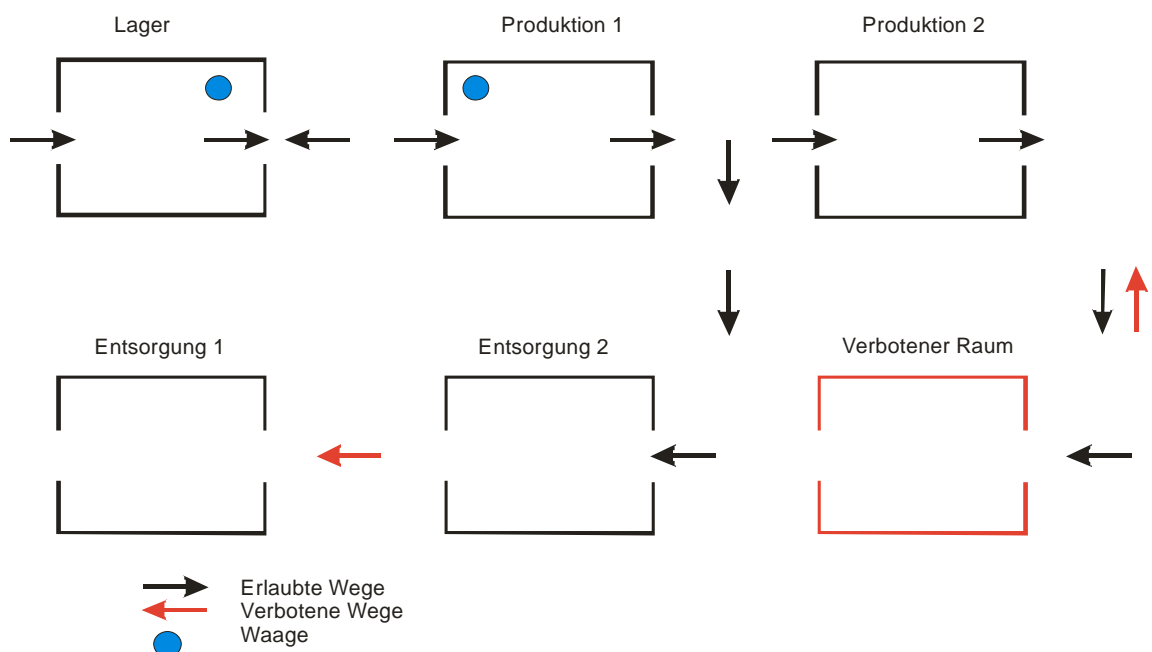 Lager
Produktion 1
Produktion 2
Entsorgung 1
Entsorgung 2
Verbotener Raum
Erlaubte Wege
Verbotene Wege
Waage